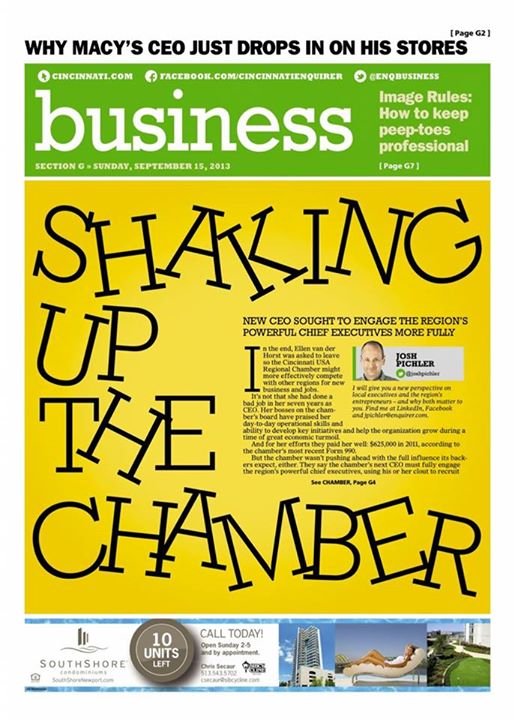 [ Page G2 ]
WHY MACY'S CEO JUST DROPS IN ON HIS STORES
CINCINNATI.COM
FACEBOOK.COM/CINCINNATIENQUIRER
@ENQBUSINESS
business
Image Rules:
How to keep
peep-toes
professional
[ Page G7 ]
SECTION G » SUNDAY, SEPTEMBER 15, 2013
SHAKING
UP
THE
CHAMBER
NEW CEO SOUGHT TO ENGAGE THE REGION'S
POWERFUL CHIEF EXECUTIVES MORE FULLY
In the end, Ellen van der
Horst was asked to leave
so the Cincinnati USA
Regional Chamber might
more effectively compete
with other regions for new
business and jobs.
It's not that she had done a
bad job in her seven years as
CEO. Her bosses on the cham-
ber's board have praised her
day-to-day operational skills and
ability to develop key initiatives and help the organization grow during a
time of great economic turmoil.
And for her efforts they paid her well: $625,000 in 2011, according to
the chamber's most recent Form 990.
But the chamber wasn't pushing ahead with the full influence its back-
ers expect, either. They say the chamber's next CEO must fully engage
the region's powerful chief executives, using his or her clout to recruit
See CHAMBER, Page G4
JOSH
PICHLER
@joshpichler
I will give you a new perspective on
local executives and the region's
entrepreneurs – and why both matter to
you. Find me at LinkedIn, Facebook
and jpichler@enquirer.com.
SOUTHSHORE
condominiums
SouthShoreNewport.com
10
UNITS
LEFT
CALL TODAY!
Open Sunday 2-5
and by appointment.
Chris Secaur
513.543.5702
csecaur@sibcycline.com